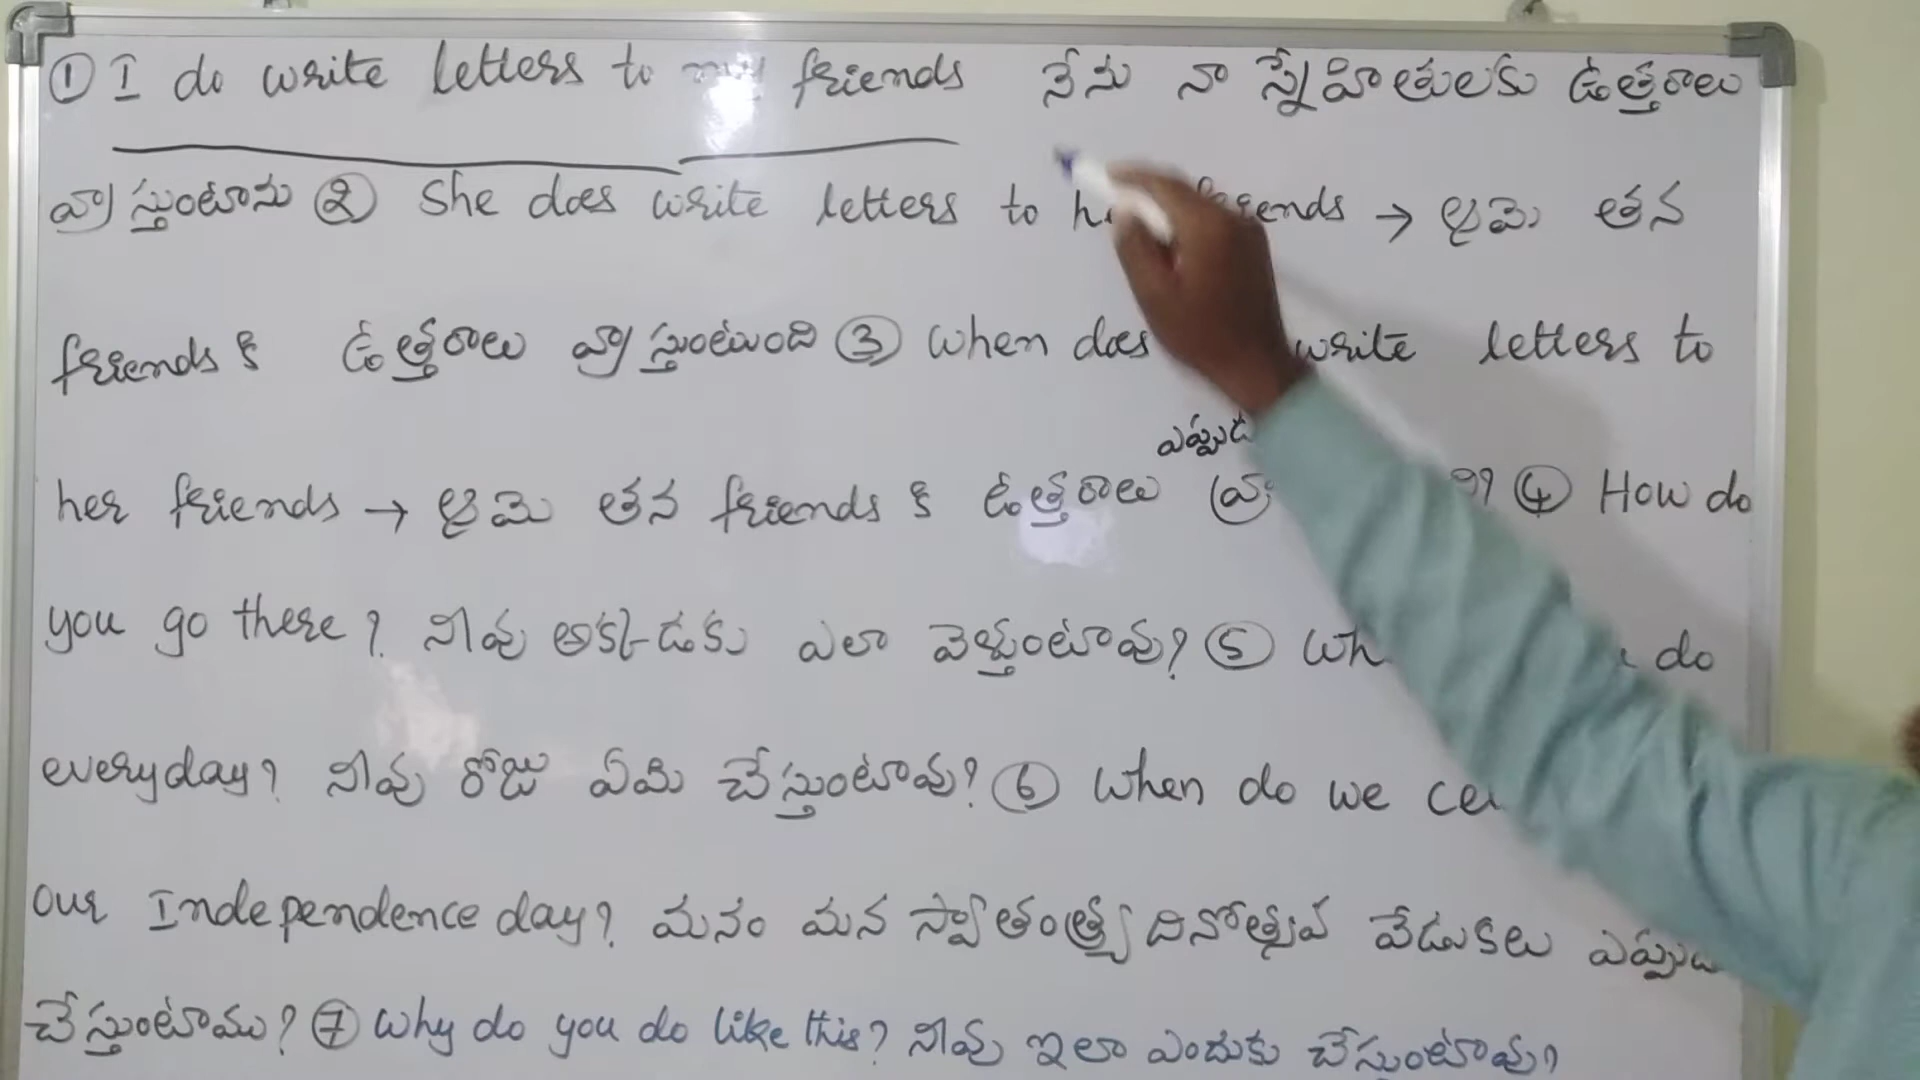 ① I do write letters to my friends నేను నా స్నేహితులకు ఉత్తరాలు
వ్రాస్తుంటాను ② She does write letters to friends → ఆమె తన
friends కి ఉత్తరాలు వ్రాస్తుంటుంది ③ When does write letters to
her friends → ఆమె తన friends కి ఉత్తరాలు ④ How do
you go there? నీవు అక్కడకు ఎలా వెళ్తుంటావు? ⑤ do
everyday? నీవు రోజు ఏమి చేస్తుంటావు? ⑥ When do we
our Independence day? మనం మన స్వాతంత్ర్య దినోత్సవ వేడుకలు
చేస్తుంటాము? ⑦ Why do you do like this? నీవు ఇలా ఎందుకు చేస్తుంటావు?